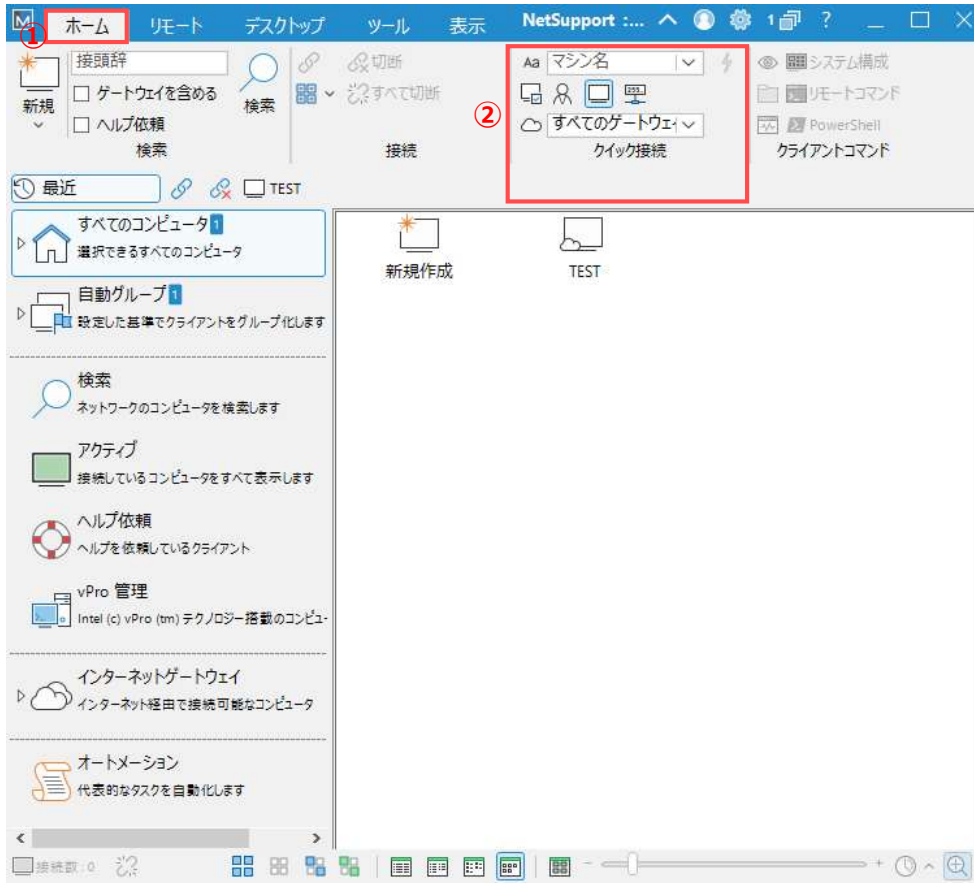 ホーム リモート デスクトップ ツール 表示 NetSupport :... 1 ?
①
接頭辞
ゲートウェイを含める
ヘルプ依頼
新規
検索
検索
切断
すべて切断
接続
②
Aa マシン名
255..
すべてのゲートウェイ
クイック接続
システム構成
リモートコマンド
PowerShell
クライアントコマンド
最近 TEST
すべてのコンピュータ 1
選択できるすべてのコンピュータ
自動グループ 1
設定した基準でクライアントをグループ化します
検索
ネットワークのコンピュータを検索します
アクティブ
接続しているコンピュータをすべて表示します
ヘルプ依頼
ヘルプを依頼しているクライアント
vPro 管理
Intel (c) vPro (tm) テクノロジー搭載のコンピュ-
インターネットゲートウェイ
インターネット経由で接続可能なコンピュータ
オートメーション
代表的なタスクを自動化します
新規作成 TEST
接続数:0